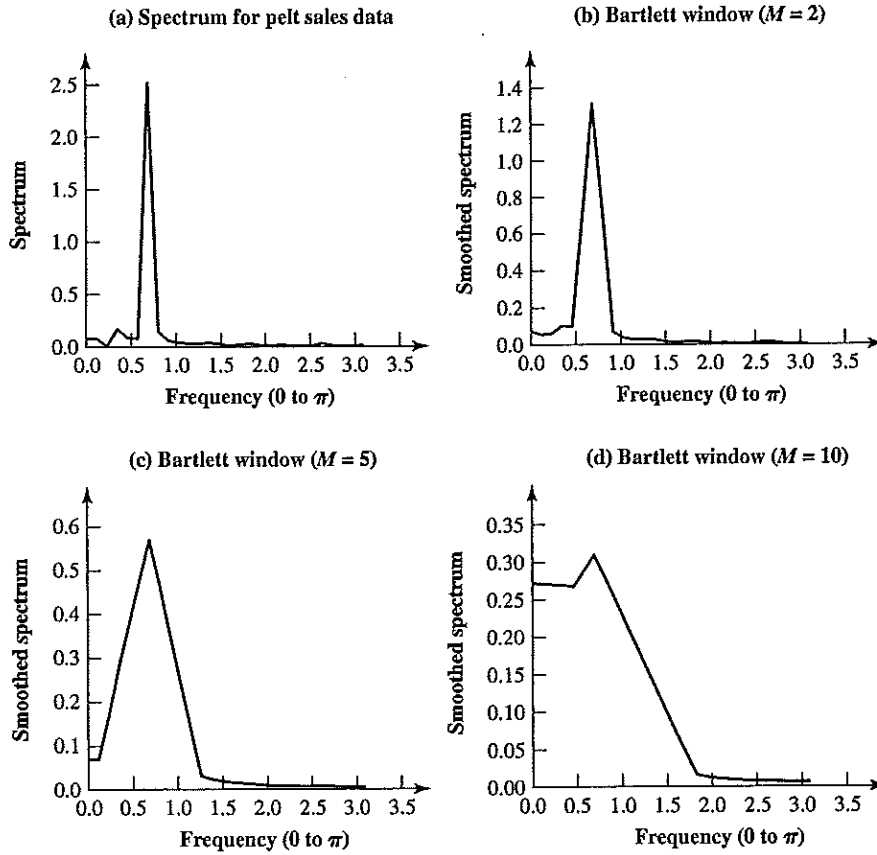 (a) Spectrum for pelt sales data
Spectrum
2.5
2.0
1.5
1.0
0.5
0.0
0.0 0.5 1.0 1.5 2.0 2.5 3.0 3.5
Frequency (0 to π)
(b) Bartlett window (M = 2)
Smoothed spectrum
1.4
1.2
1.0
0.8
0.6
0.4
0.2
0.0
0.0 0.5 1.0 1.5 2.0 2.5 3.0 3.5
Frequency (0 to π)
(c) Bartlett window (M = 5)
Smoothed spectrum
0.6
0.5
0.4
0.3
0.2
0.1
0.0
0.0 0.5 1.0 1.5 2.0 2.5 3.0 3.5
Frequency (0 to π)
(d) Bartlett window (M = 10)
Smoothed spectrum
0.35
0.30
0.25
0.20
0.15
0.10
0.05
0.00
0.0 0.5 1.0 1.5 2.0 2.5 3.0 3.5
Frequency (0 to π)